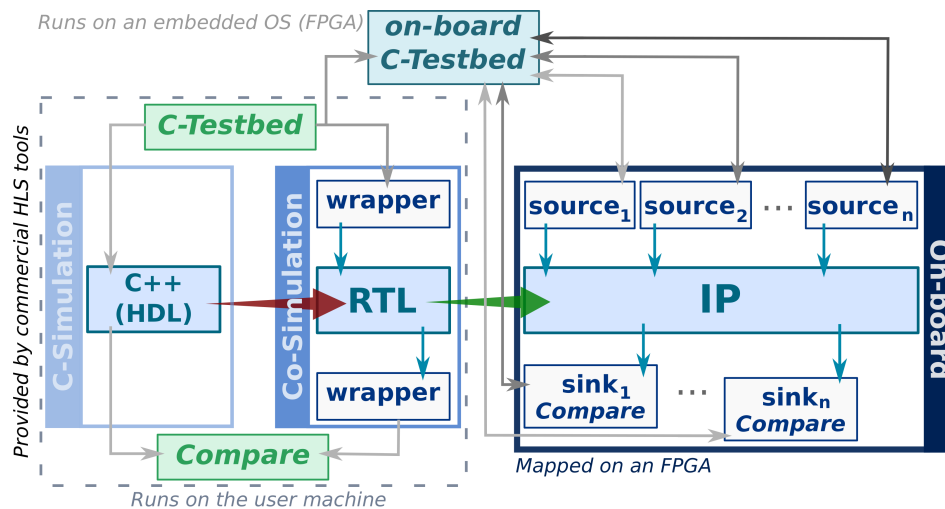 Runs on an embedded OS (FPGA)
on-board
C-Testbed
C-Testbed
Provided by commercial HLS tools
C-Simulation
C++
(HDL)
Co-Simulation
wrapper
RTL
wrapper
Compare
Runs on the user machine
source1
source2
...
sourcen
IP
sink1
Compare
...
sinkn
Compare
On-board
Mapped on an FPGA